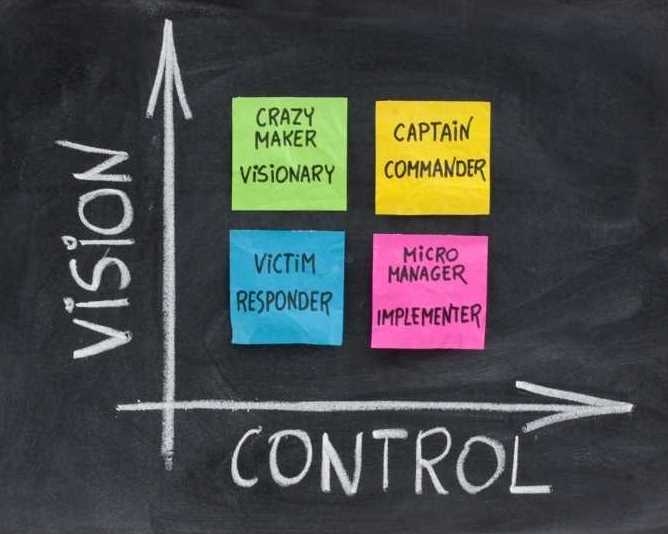 VISION
CRAZY
MAKER
VISIONARY
CAPTAIN
COMMANDER
VICTIM
RESPONDER
MICRO
MANAGER
IMPLEMENTER
CONTROL